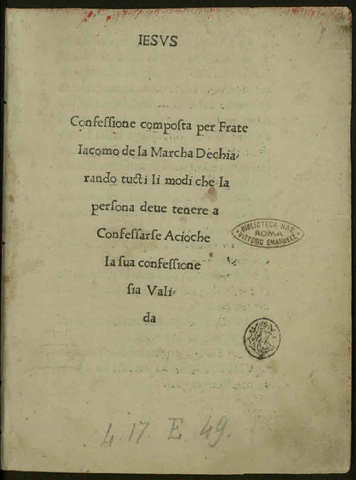 IESVS
Confeſſione compoſta per Frate
Iacomo de la Marcha Dechia-
rando tucti li modi che la
perſona deue tenere a
Confeſſarſe Acioche
la ſua confeſſione
ſia Vali-
da
BIBLIOTECA NAZ.
ROMA
VITTORIO EMANUELE
4. 17. E. 49.